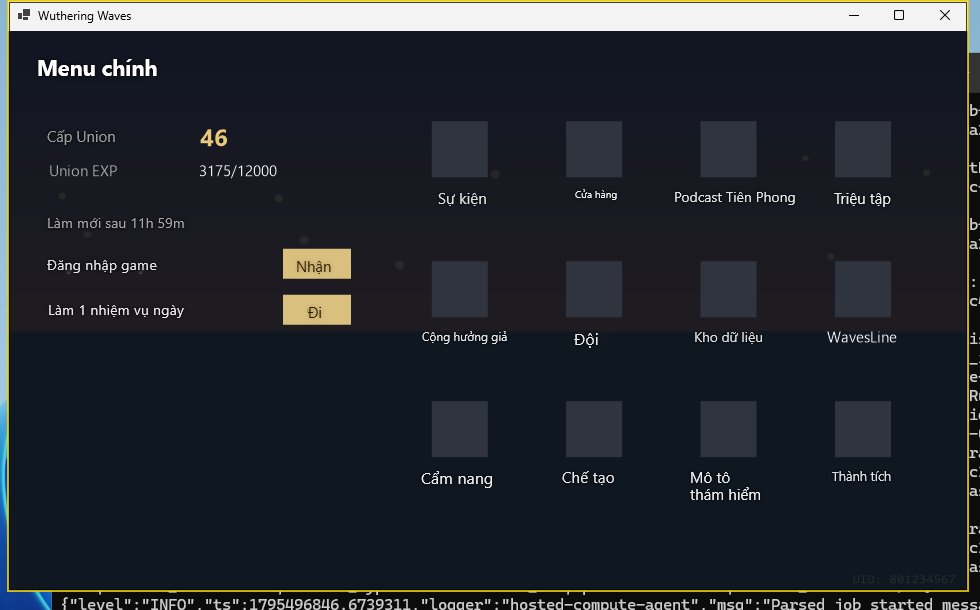 Wuthering Waves
Menu chính
Cấp Union 46
Union EXP 3175/12000
Làm mới sau 11h 59m
Đăng nhập game Nhận
Làm 1 nhiệm vụ ngày Đi
Sự kiện Cửa hàng Podcast Tiên Phong Triệu tập
Cộng hưởng giả Đội Kho dữ liệu WavesLine
Cẩm nang Chế tạo Mô tô thám hiểm Thành tích
UID: 801234567
{"level":"INFO","ts":1795496846.6739311,"logger":"hosted-compute-agent","msg":"Parsed job started mes